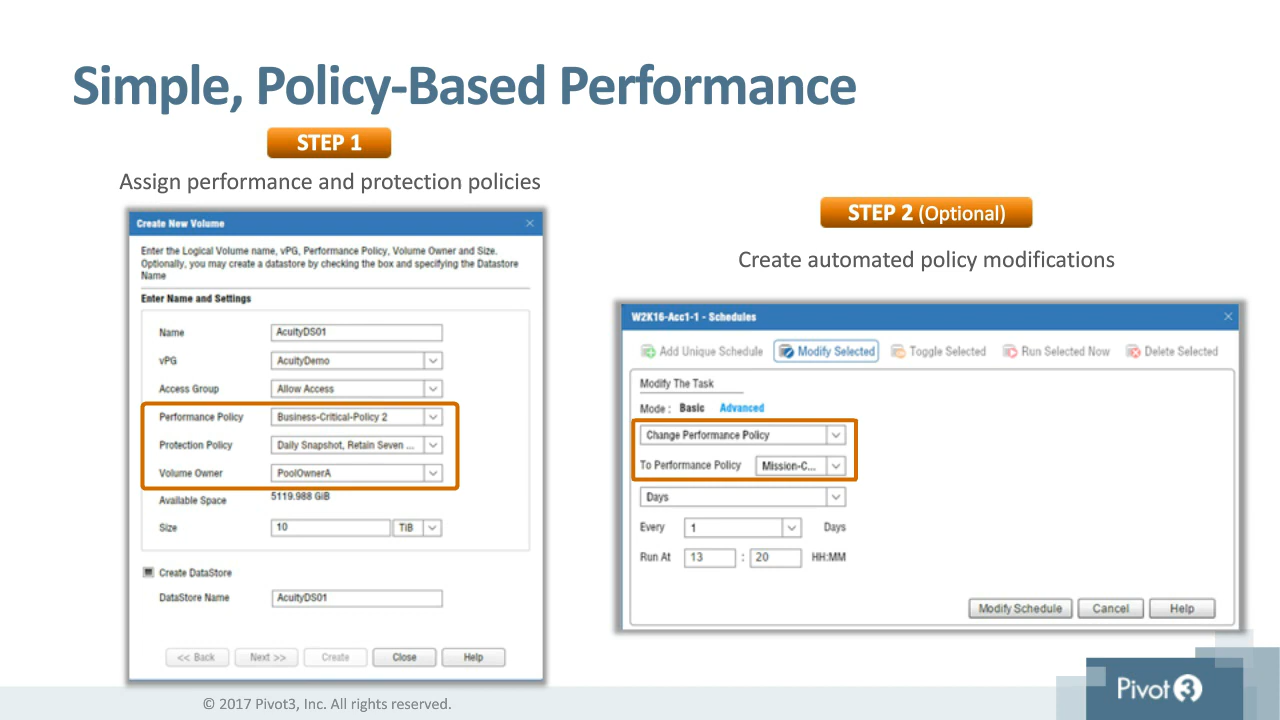 Simple, Policy-Based Performance
STEP 1
Assign performance and protection policies
Create New Volume
Enter the Logical Volume name, vPG, Performance Policy, Volume Owner and Size.
Optionally, you may create a datastore by checking the box and specifying the Datastore
Name
Enter Name and Settings
Name AcuityDS01
vPG AcuityDemo
Access Group Allow Access
Performance Policy Business-Critical-Policy 2
Protection Policy Daily Snapshot, Retain Seven ...
Volume Owner PoolOwnerA
Available Space 5119.988 GiB
Size 10 TiB
Create DataStore
DataStore Name AcuityDS01
<< Back Next >> Create Close Help
STEP 2 (Optional)
Create automated policy modifications
W2K16-Acc1-1 - Schedules
Add Unique Schedule Modify Selected Toggle Selected Run Selected Now Delete Selected
Modify The Task
Mode : Basic Advanced
Change Performance Policy
To Performance Policy Mission-C...
Days
Every 1 Days
Run At 13 : 20 HH:MM
Modify Schedule Cancel Help
© 2017 Pivot3, Inc. All rights reserved.
Pivot3